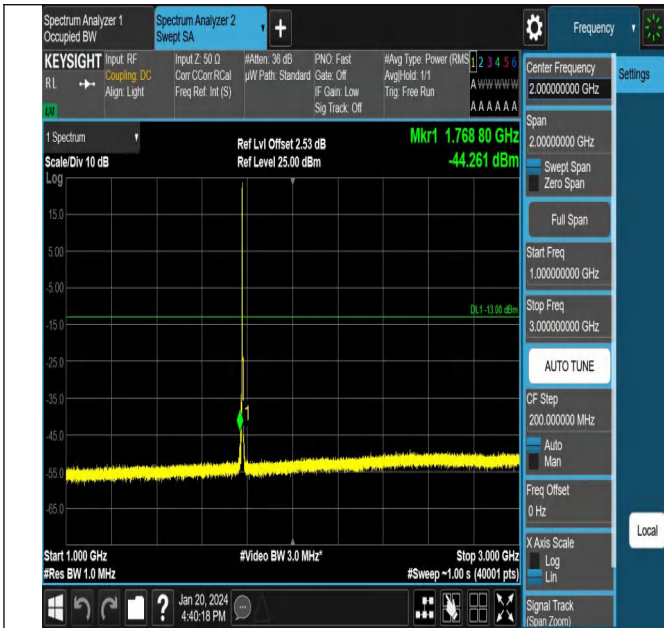 Spectrum Analyzer 1
Occupied BW
Spectrum Analyzer 2
Swept SA
+
Frequency
KEYSIGHT
RL
LXI
Input: RF
Coupling: DC
Align: Light
Input Z: 50 Ω
Corr CCorr RCal
Freq Ref: Int (S)
#Atten: 36 dB
µW Path: Standard
PNO: Fast
Gate: Off
IF Gain: Low
Sig Track: Off
#Avg Type: Power (RMS
Avg|Hold: 1/1
Trig: Free Run
1 2 3 4 5 6
A W W W W W
A A A A A A
1 Spectrum
Scale/Div 10 dB
Ref Lvl Offset 2.53 dB
Ref Level 25.00 dBm
Mkr1 1.768 80 GHz
-44.261 dBm
Log
15.0
5.00
-5.00
DL1 -13.00 dBm
-15.0
-25.0
-35.0
1
-45.0
-55.0
-65.0
Start 1.000 GHz
#Video BW 3.0 MHz*
Stop 3.000 GHz
#Res BW 1.0 MHz
#Sweep ~1.00 s (40001 pts)
Jan 20, 2024
4:40:18 PM
?
Center Frequency
2.00000000 GHz
Settings
Span
2.00000000 GHz
Swept Span
Zero Span
Full Span
Start Freq
1.000000000 GHz
Stop Freq
3.000000000 GHz
AUTO TUNE
CF Step
200.000000 MHz
Auto
Man
Freq Offset
0 Hz
Local
X Axis Scale
Log
Lin
Signal Track
(Span Zoom)